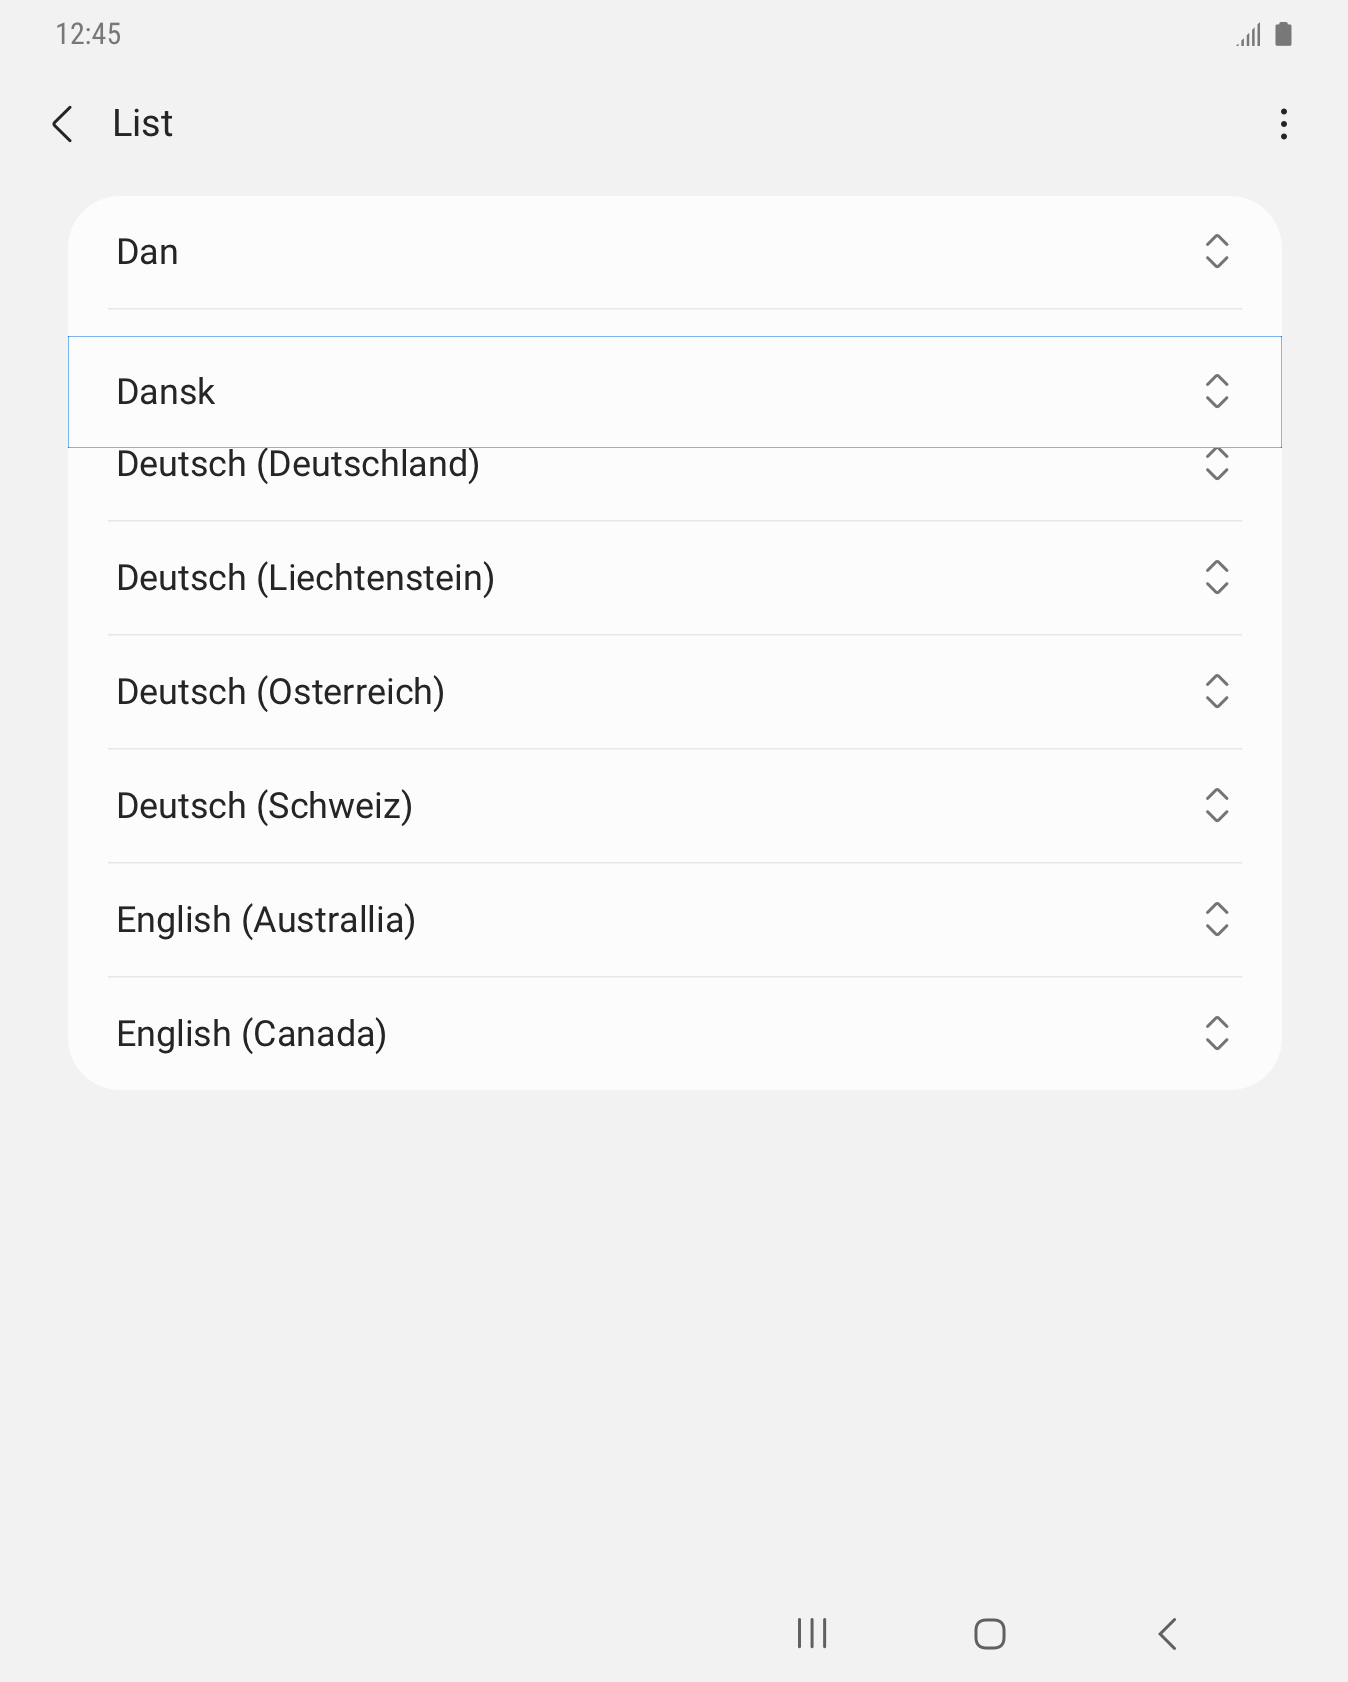 12:45
List
Dan
Dansk
Deutsch (Deutschland)
Deutsch (Liechtenstein)
Deutsch (Osterreich)
Deutsch (Schweiz)
English (Australlia)
English (Canada)